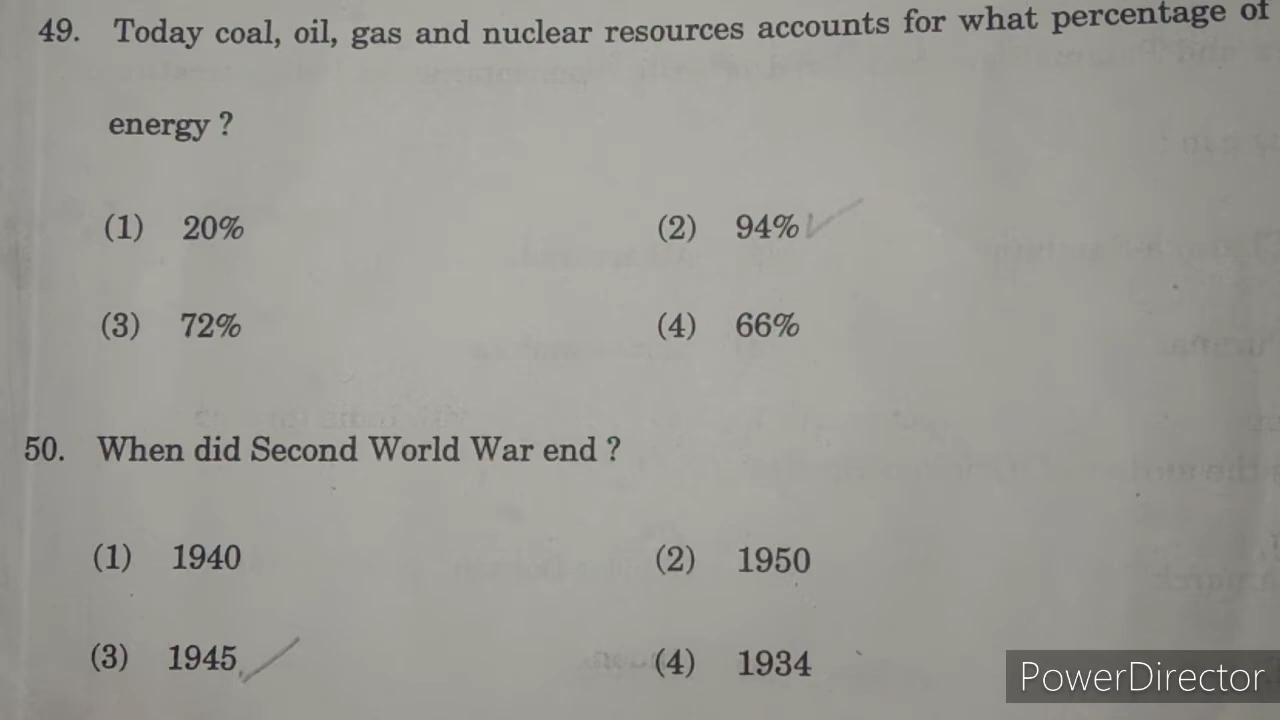 49. Today coal, oil, gas and nuclear resources accounts for what percentage of
energy ?
(1) 20% (2) 94%
(3) 72% (4) 66%
50. When did Second World War end ?
(1) 1940 (2) 1950
(3) 1945 (4) 1934
PowerDirector